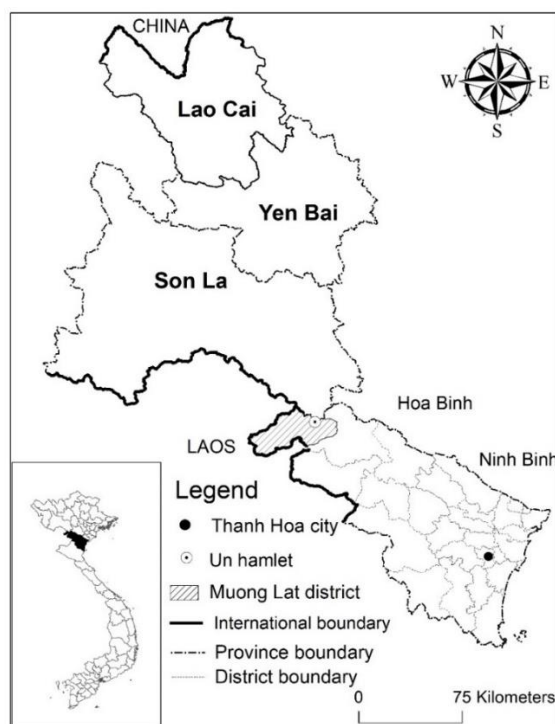 CHINA
N
W E
S
Lao Cai
Yen Bai
Son La
Hoa Binh
LAOS
Ninh Binh
Legend
Thanh Hoa city
Un hamlet
Muong Lat district
International boundary
Province boundary
District boundary
0 75 Kilometers